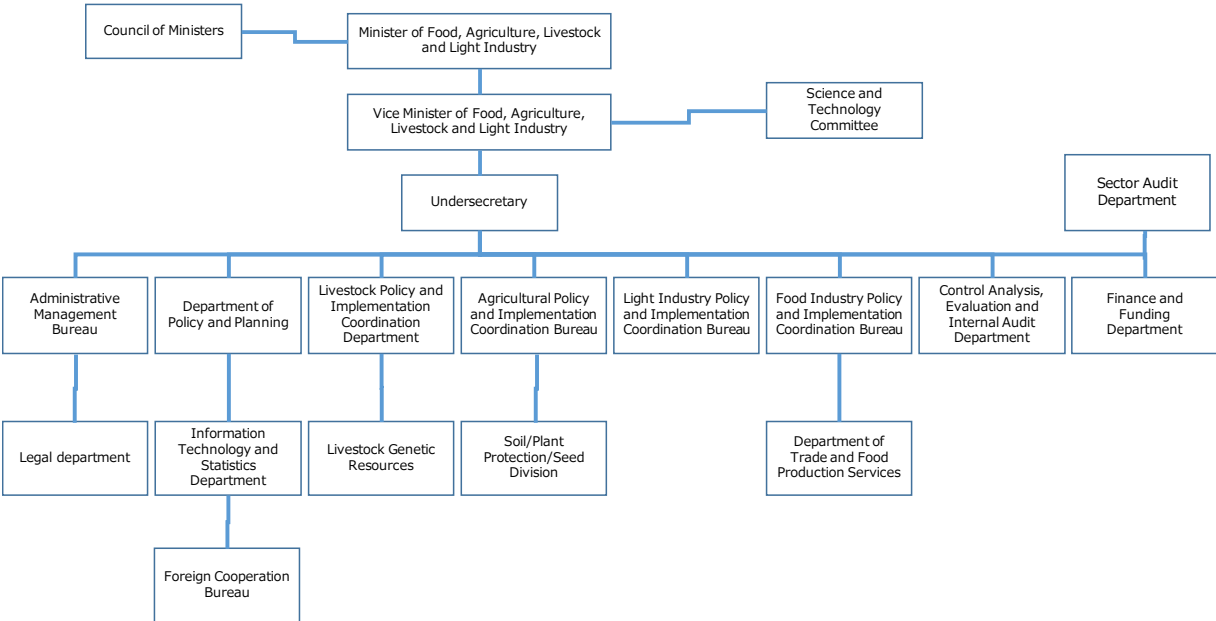 Council of Ministers
Minister of Food, Agriculture, Livestock
and Light Industry
Vice Minister of Food, Agriculture,
Livestock and Light Industry
Science and
Technology
Committee
Undersecretary
Sector Audit
Department
Administrative
Management
Bureau
Department of
Policy and Planning
Livestock Policy and
Implementation
Coordination
Department
Agricultural Policy
and Implementation
Coordination Bureau
Light Industry Policy
and Implementation
Coordination Bureau
Food Industry Policy
and Implementation
Coordination Bureau
Control Analysis,
Evaluation and
Internal Audit
Department
Finance and
Funding
Department
Legal department
Information
Technology and
Statistics
Department
Livestock Genetic
Resources
Soil/Plant
Protection/Seed
Division
Department of
Trade and Food
Production Services
Foreign Cooperation
Bureau